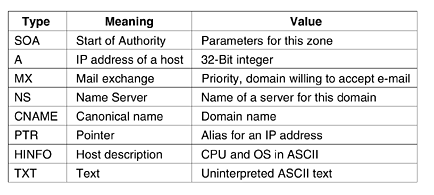 Type Meaning Value
SOA Start of Authority Parameters for this zone
A IP address of a host 32-Bit integer
MX Mail exchange Priority, domain willing to accept e-mail
NS Name Server Name of a server for this domain
CNAME Canonical name Domain name
PTR Pointer Alias for an IP address
HINFO Host description CPU and OS in ASCII
TXT Text Uninterpreted ASCII text